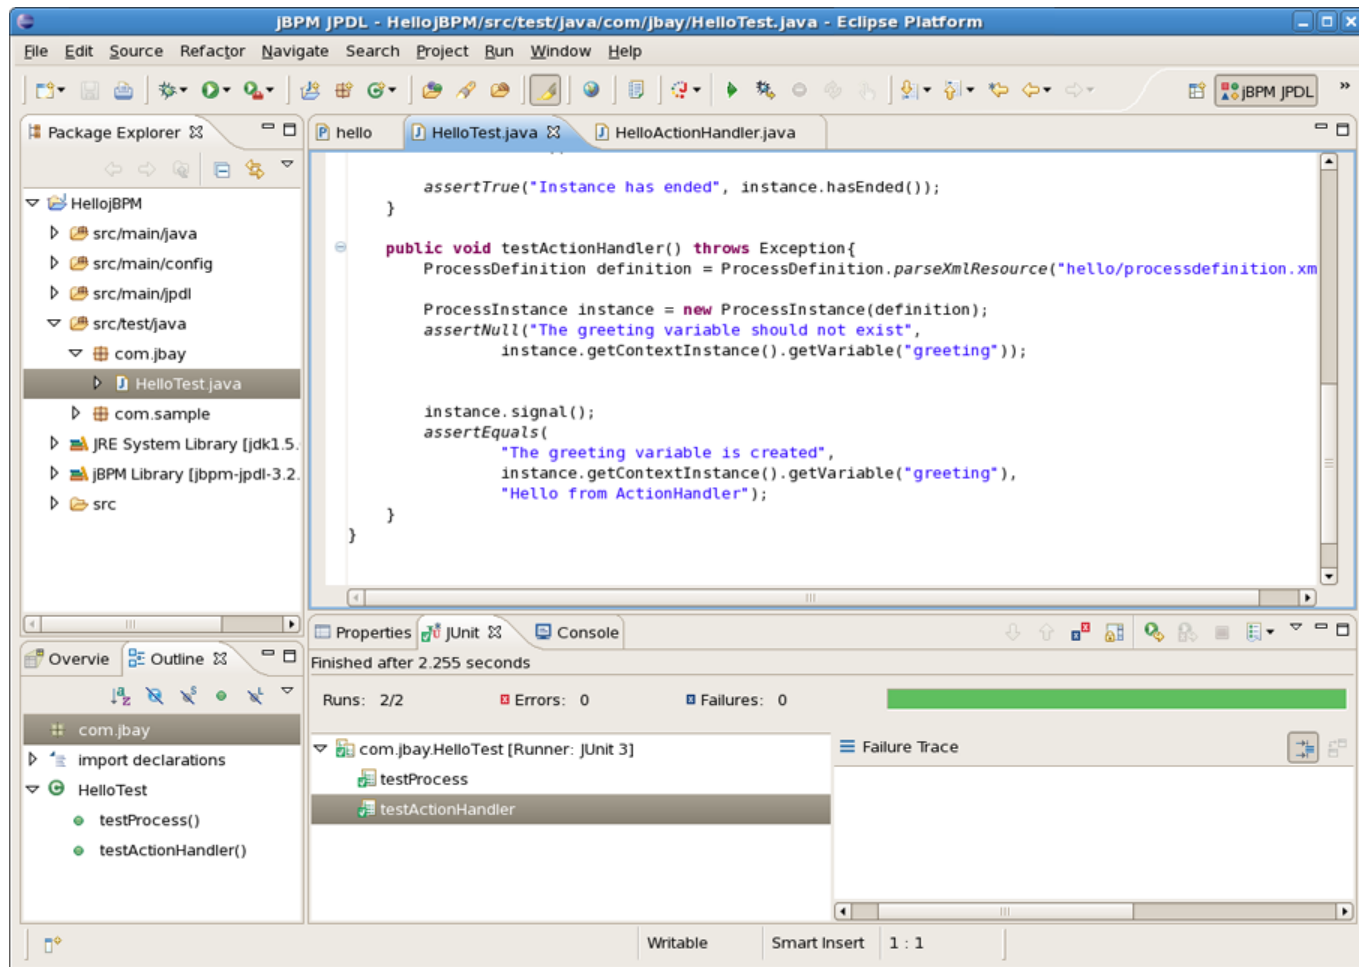 jBPM JPDL - HellojBPM/src/test/java/com/jbay/HelloTest.java - Eclipse Platform
File Edit Source Refactor Navigate Search Project Run Window Help
jBPM JPDL
Package Explorer
hello
HelloTest.java
HelloActionHandler.java
HellojBPM
src/main/java
src/main/config
src/main/jpdl
src/test/java
com.jbay
HelloTest.java
com.sample
JRE System Library [jdk1.5.
jBPM Library [jbpm-jpdl-3.2.
src
assertTrue("Instance has ended", instance.hasEnded());
}
public void testActionHandler() throws Exception{
ProcessDefinition definition = ProcessDefinition.parseXmlResource("hello/processdefinition.xm
ProcessInstance instance = new ProcessInstance(definition);
assertNull("The greeting variable should not exist",
instance.getContextInstance().getVariable("greeting"));
instance.signal();
assertEquals(
"The greeting variable is created",
instance.getContextInstance().getVariable("greeting"),
"Hello from ActionHandler");
}
}
Overvie
Outline
com.jbay
import declarations
HelloTest
testProcess()
testActionHandler()
Properties
JUnit
Console
Finished after 2.255 seconds
Runs: 2/2 Errors: 0 Failures: 0
com.jbay.HelloTest [Runner: JUnit 3]
testProcess
testActionHandler
Failure Trace
Writable Smart Insert 1 : 1